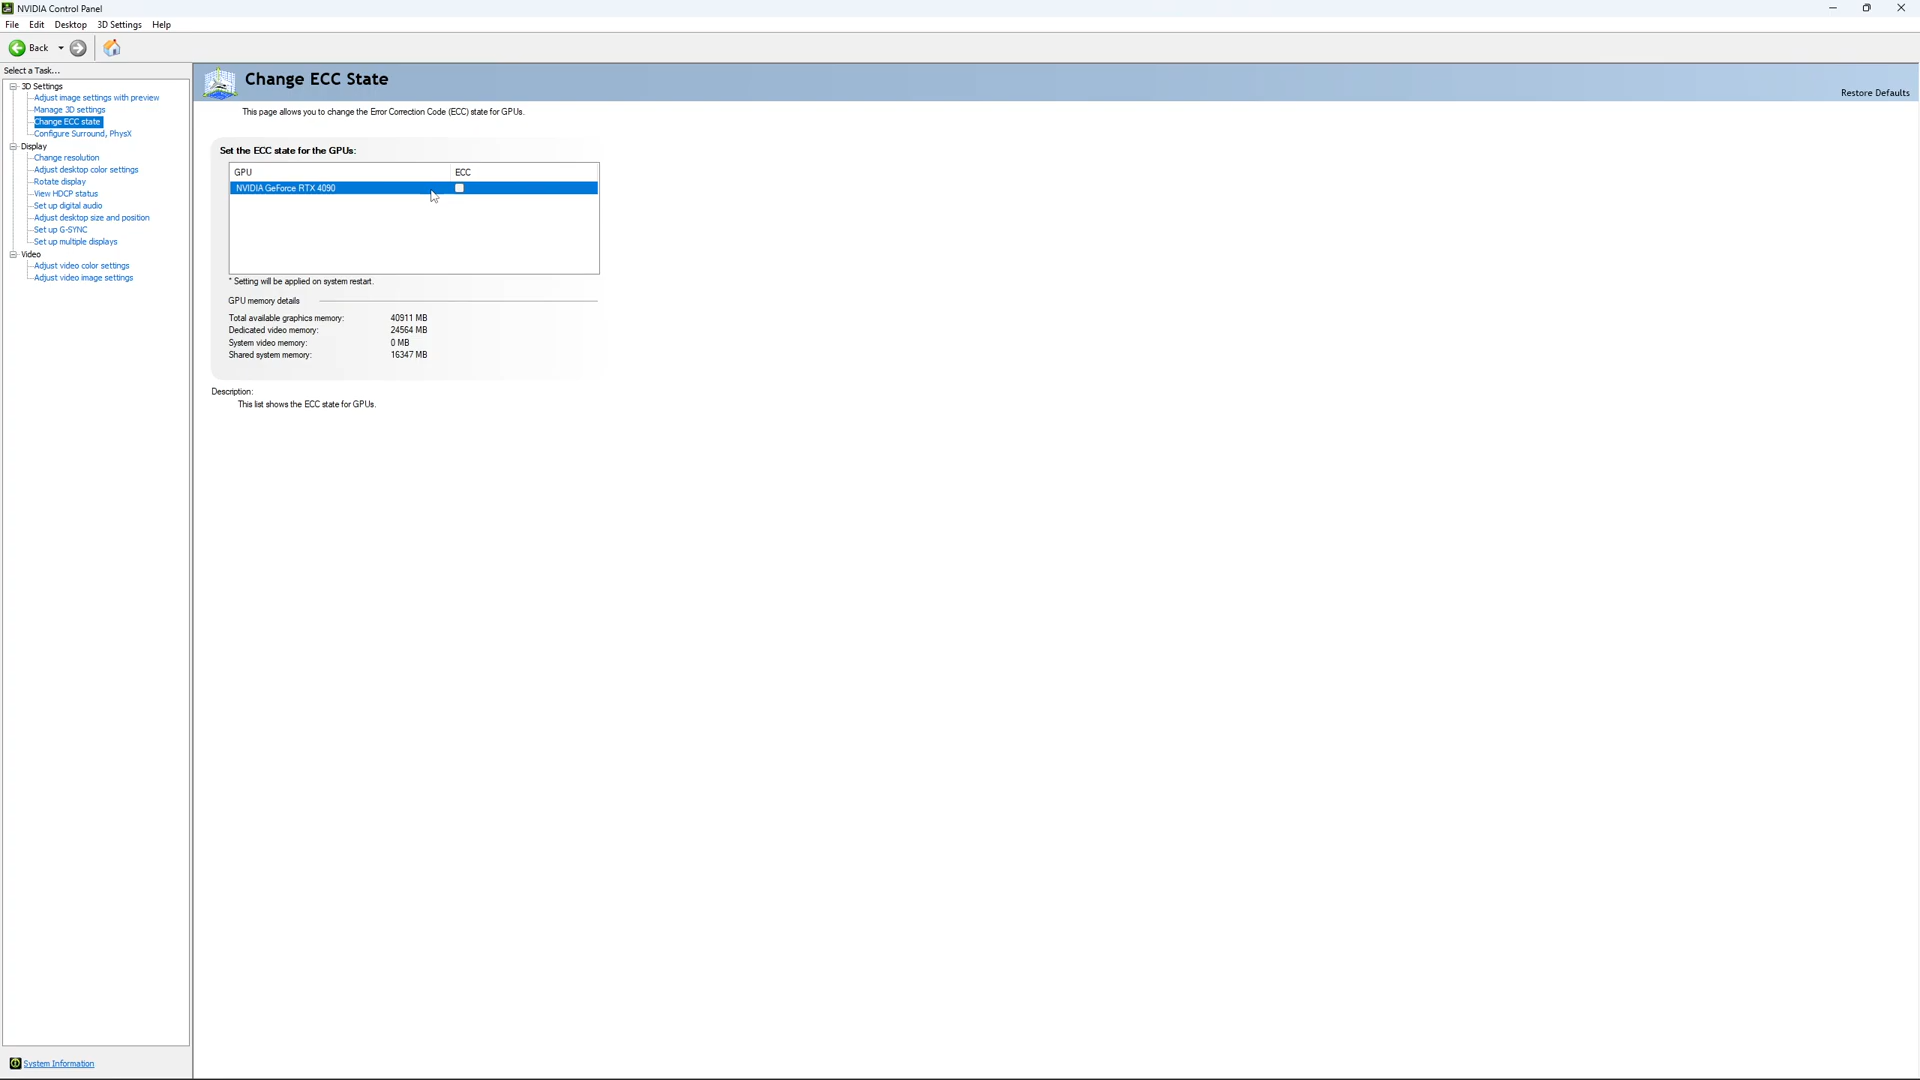 NVIDIA Control Panel
File Edit Desktop 3D Settings Help
Back
Select a Task...
3D Settings
Adjust image settings with preview
Manage 3D settings
Change ECC state
Configure Surround, PhysX
Display
Change resolution
Adjust desktop color settings
Rotate display
View HDCP status
Set up digital audio
Adjust desktop size and position
Set up G-SYNC
Set up multiple displays
Video
Adjust video color settings
Adjust video image settings
System Information
Change ECC State
Restore Defaults
This page allows you to change the Error Correction Code (ECC) state for GPUs.
Set the ECC state for the GPUs:
GPU ECC
NVIDIA GeForce RTX 4090
* Setting will be applied on system restart.
GPU memory details
Total available graphics memory: 40911 MB
Dedicated video memory: 24564 MB
System video memory: 0 MB
Shared system memory: 16347 MB
Description:
This list shows the ECC state for GPUs.